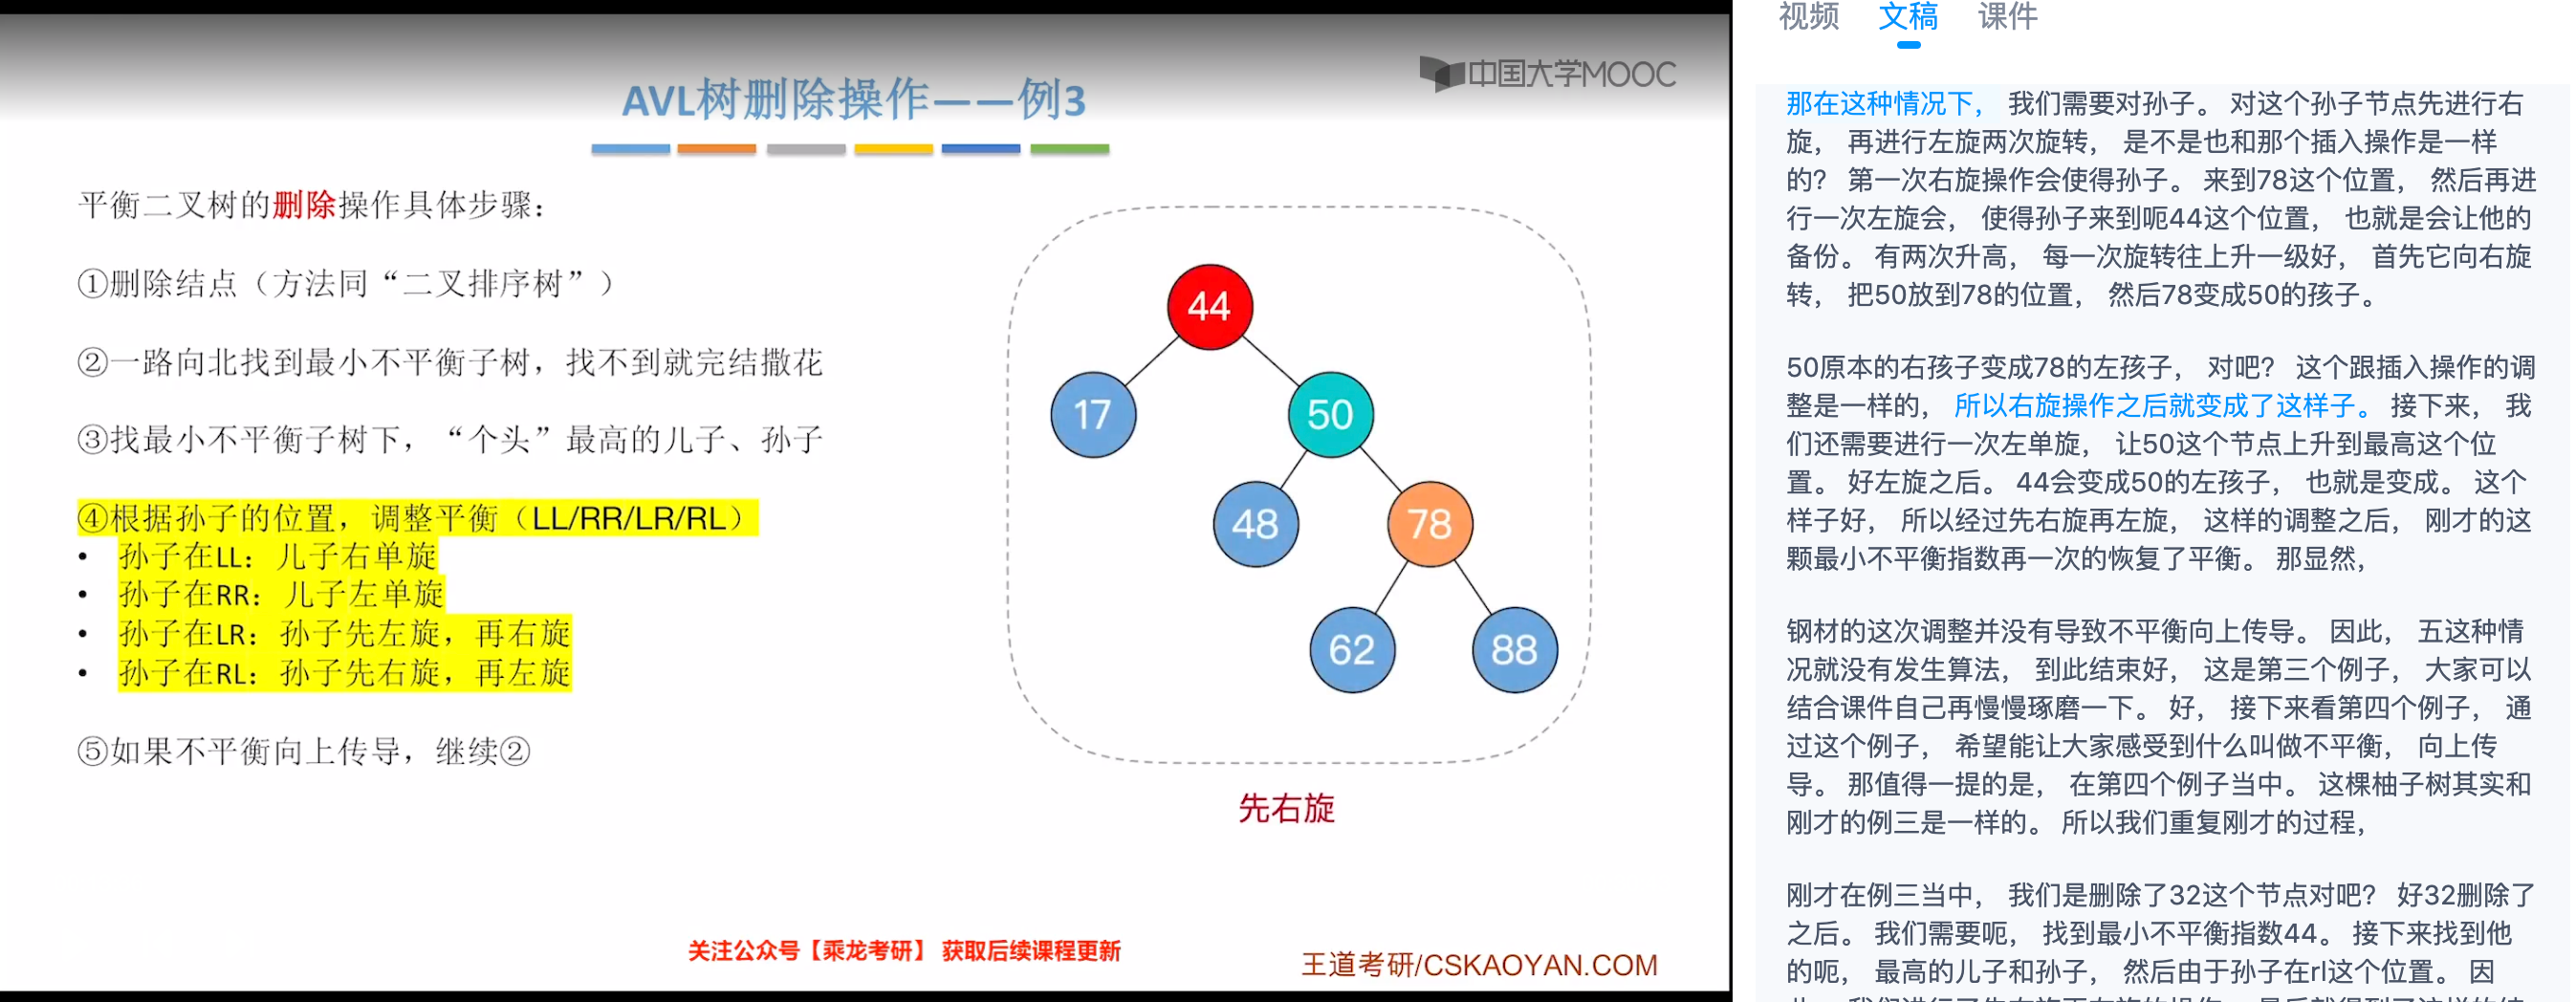 中国大学MOOC
AVL树删除操作——例3
平衡二叉树的删除操作具体步骤：
①删除结点（方法同“二叉排序树”）
②一路向北找到最小不平衡子树，找不到就完结撒花
③找最小不平衡子树下，“个头”最高的儿子、孙子
④根据孙子的位置，调整平衡（LL/RR/LR/RL）
• 孙子在LL：儿子右单旋
• 孙子在RR：儿子左单旋
• 孙子在LR：孙子先左旋，再右旋
• 孙子在RL：孙子先右旋，再左旋
⑤如果不平衡向上传导，继续②
44
17
50
48
78
62
88
先右旋
关注公众号【乘龙考研】 获取后续课程更新
王道考研/CSKAOYAN.COM
视频 文稿 课件
那在这种情况下， 我们需要对孙子。 对这个孙子节点先进行右
旋， 再进行左旋两次旋转， 是不是也和那个插入操作是一样
的？ 第一次右旋操作会使得孙子。 来到78这个位置， 然后再进
行一次左旋会， 使得孙子来到呃44这个位置， 也就是会让他的
备份。 有两次升高， 每一次旋转往上升一级好， 首先它向右旋
转， 把50放到78的位置， 然后78变成50的孩子。
50原本的右孩子变成78的左孩子， 对吧？ 这个跟插入操作的调
整是一样的， 所以右旋操作之后就变成了这样子。 接下来， 我
们还需要进行一次左单旋， 让50这个节点上升到最高这个位
置。 好左旋之后。 44会变成50的左孩子， 也就是变成。 这个
样子好， 所以经过先右旋再左旋， 这样的调整之后， 刚才的这
颗最小不平衡指数再一次的恢复了平衡。 那显然，
钢材的这次调整并没有导致不平衡向上传导。 因此， 五这种情
况就没有发生算法， 到此结束好， 这是第三个例子， 大家可以
结合课件自己再慢慢琢磨一下。 好， 接下来看第四个例子， 通
过这个例子， 希望能让大家感受到什么叫做不平衡， 向上传
导。 那值得一提的是， 在第四个例子当中。 这棵柚子树其实和
刚才的例三是一样的。 所以我们重复刚才的过程，
刚才在例三当中， 我们是删除了32这个节点对吧？ 好32删除了
之后。 我们需要呃， 找到最小不平衡指数44。 接下来找到他
的呃， 最高的儿子和孙子， 然后由于孙子在rl这个位置。 因